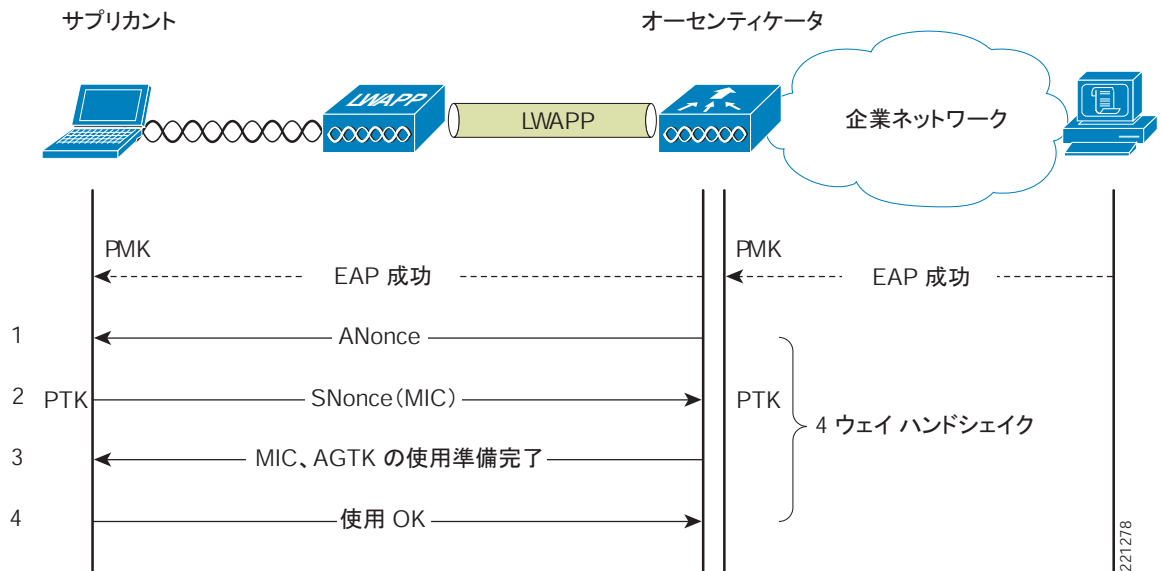 サプリカント
オーセンティケータ
LWAPP
LWAPP
企業ネットワーク
PMK
PMK
EAP 成功
EAP 成功
1
ANonce
2
PTK
SNonce(MIC)
PTK
4 ウェイ ハンドシェイク
3
MIC、AGTK の使用準備完了
4
使用 OK
221278